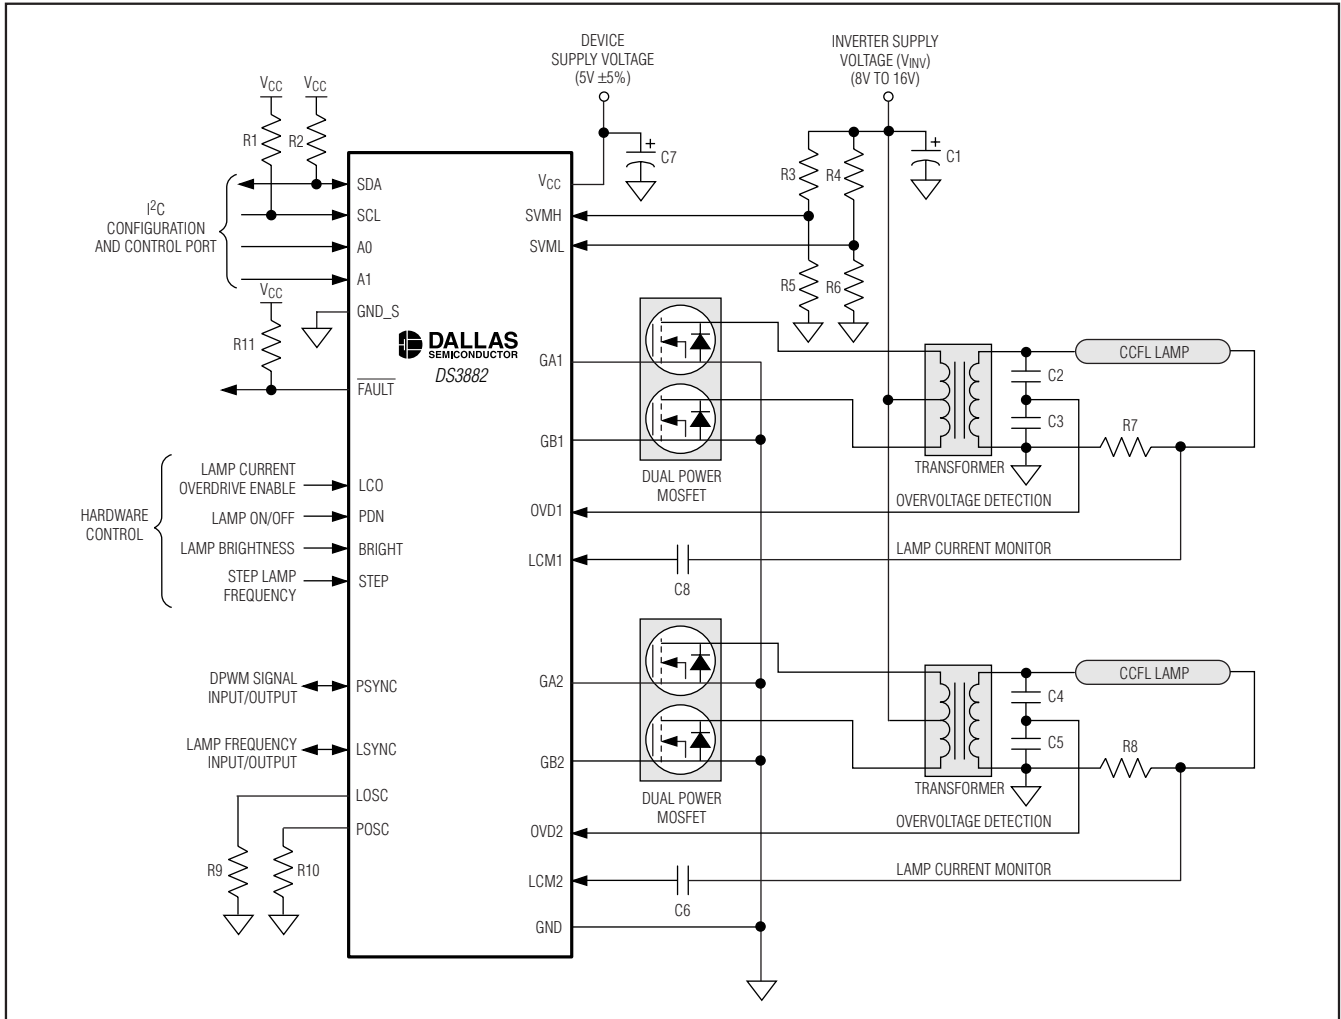 DEVICE
SUPPLY VOLTAGE
(5V ±5%)
INVERTER SUPPLY
VOLTAGE (VINV)
(8V TO 16V)
VCC
VCC
R1
R2
C7
C1
R3
R4
R5
R6
I2C
CONFIGURATION
AND CONTROL PORT
SDA
SCL
A0
A1
VCC
R11
GND_S
FAULT
DALLAS
SEMICONDUCTOR
DS3882
VCC
SVMH
SVML
GA1
GB1
DUAL POWER
MOSFET
TRANSFORMER
CCFL LAMP
C2
C3
R7
OVERVOLTAGE DETECTION
OVD1
LAMP CURRENT MONITOR
LCM1
C8
HARDWARE
CONTROL
LAMP CURRENT
OVERDRIVE ENABLE
LCO
LAMP ON/OFF
PDN
LAMP BRIGHTNESS
BRIGHT
STEP LAMP
FREQUENCY
STEP
DPWM SIGNAL
INPUT/OUTPUT
PSYNC
LAMP FREQUENCY
INPUT/OUTPUT
LSYNC
LOSC
POSC
R9
R10
GA2
GB2
DUAL POWER
MOSFET
TRANSFORMER
CCFL LAMP
C4
C5
R8
OVERVOLTAGE DETECTION
OVD2
LAMP CURRENT MONITOR
LCM2
C6
GND